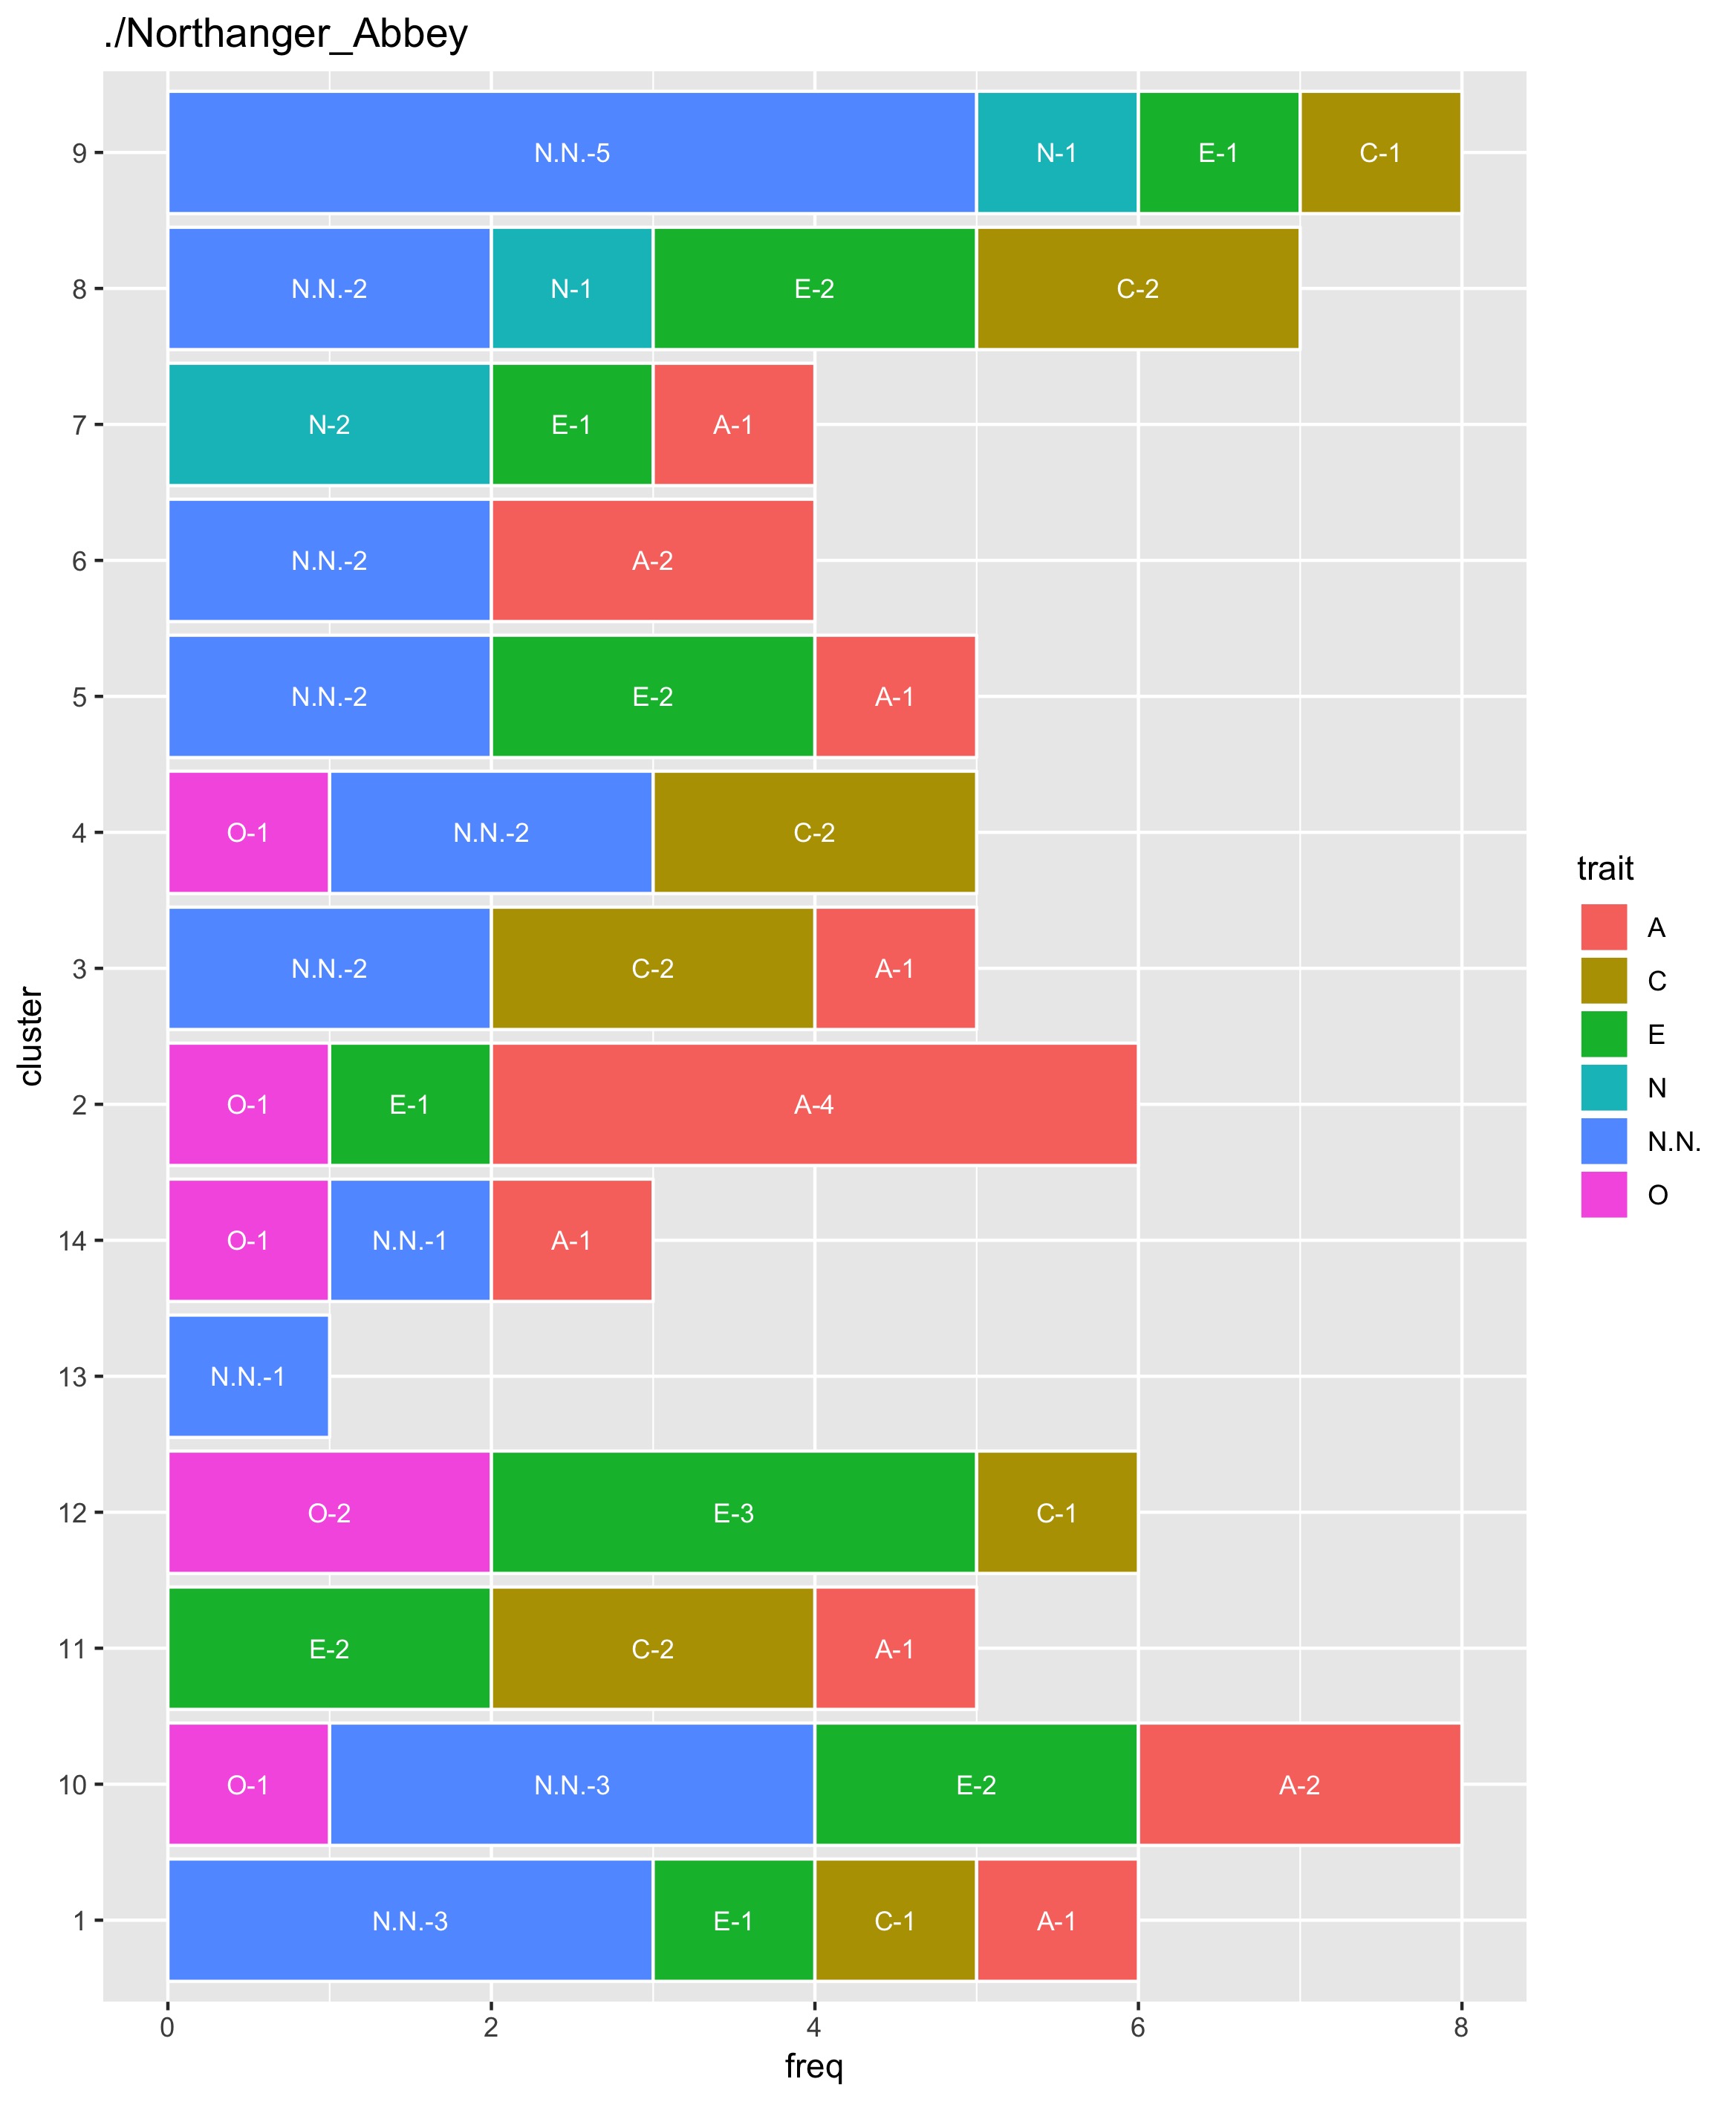 ./Northanger_Abbey
9 N.N.-5 N-1 E-1 C-1
8 N.N.-2 N-1 E-2 C-2
7 N-2 E-1 A-1
6 N.N.-2 A-2
5 N.N.-2 E-2 A-1
4 O-1 N.N.-2 C-2
3 N.N.-2 C-2 A-1
2 O-1 E-1 A-4
14 O-1 N.N.-1 A-1
13 N.N.-1
12 O-2 E-3 C-1
11 E-2 C-2 A-1
10 O-1 N.N.-3 E-2 A-2
1 N.N.-3 E-1 C-1 A-1
0 2 4 6 8
freq
cluster
trait
A
C
E
N
N.N.
O